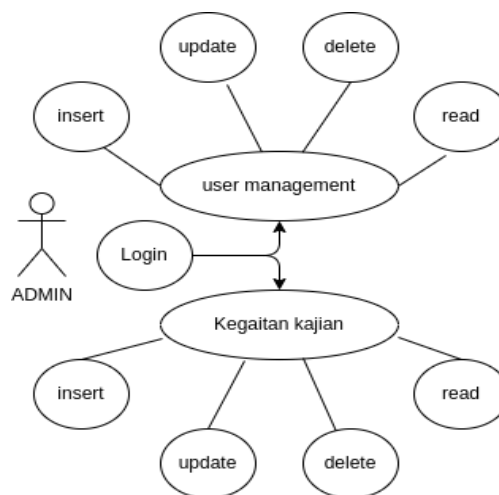 update
delete
insert
read
user management
Login
ADMIN
Kegaitan kajian
insert
read
update
delete